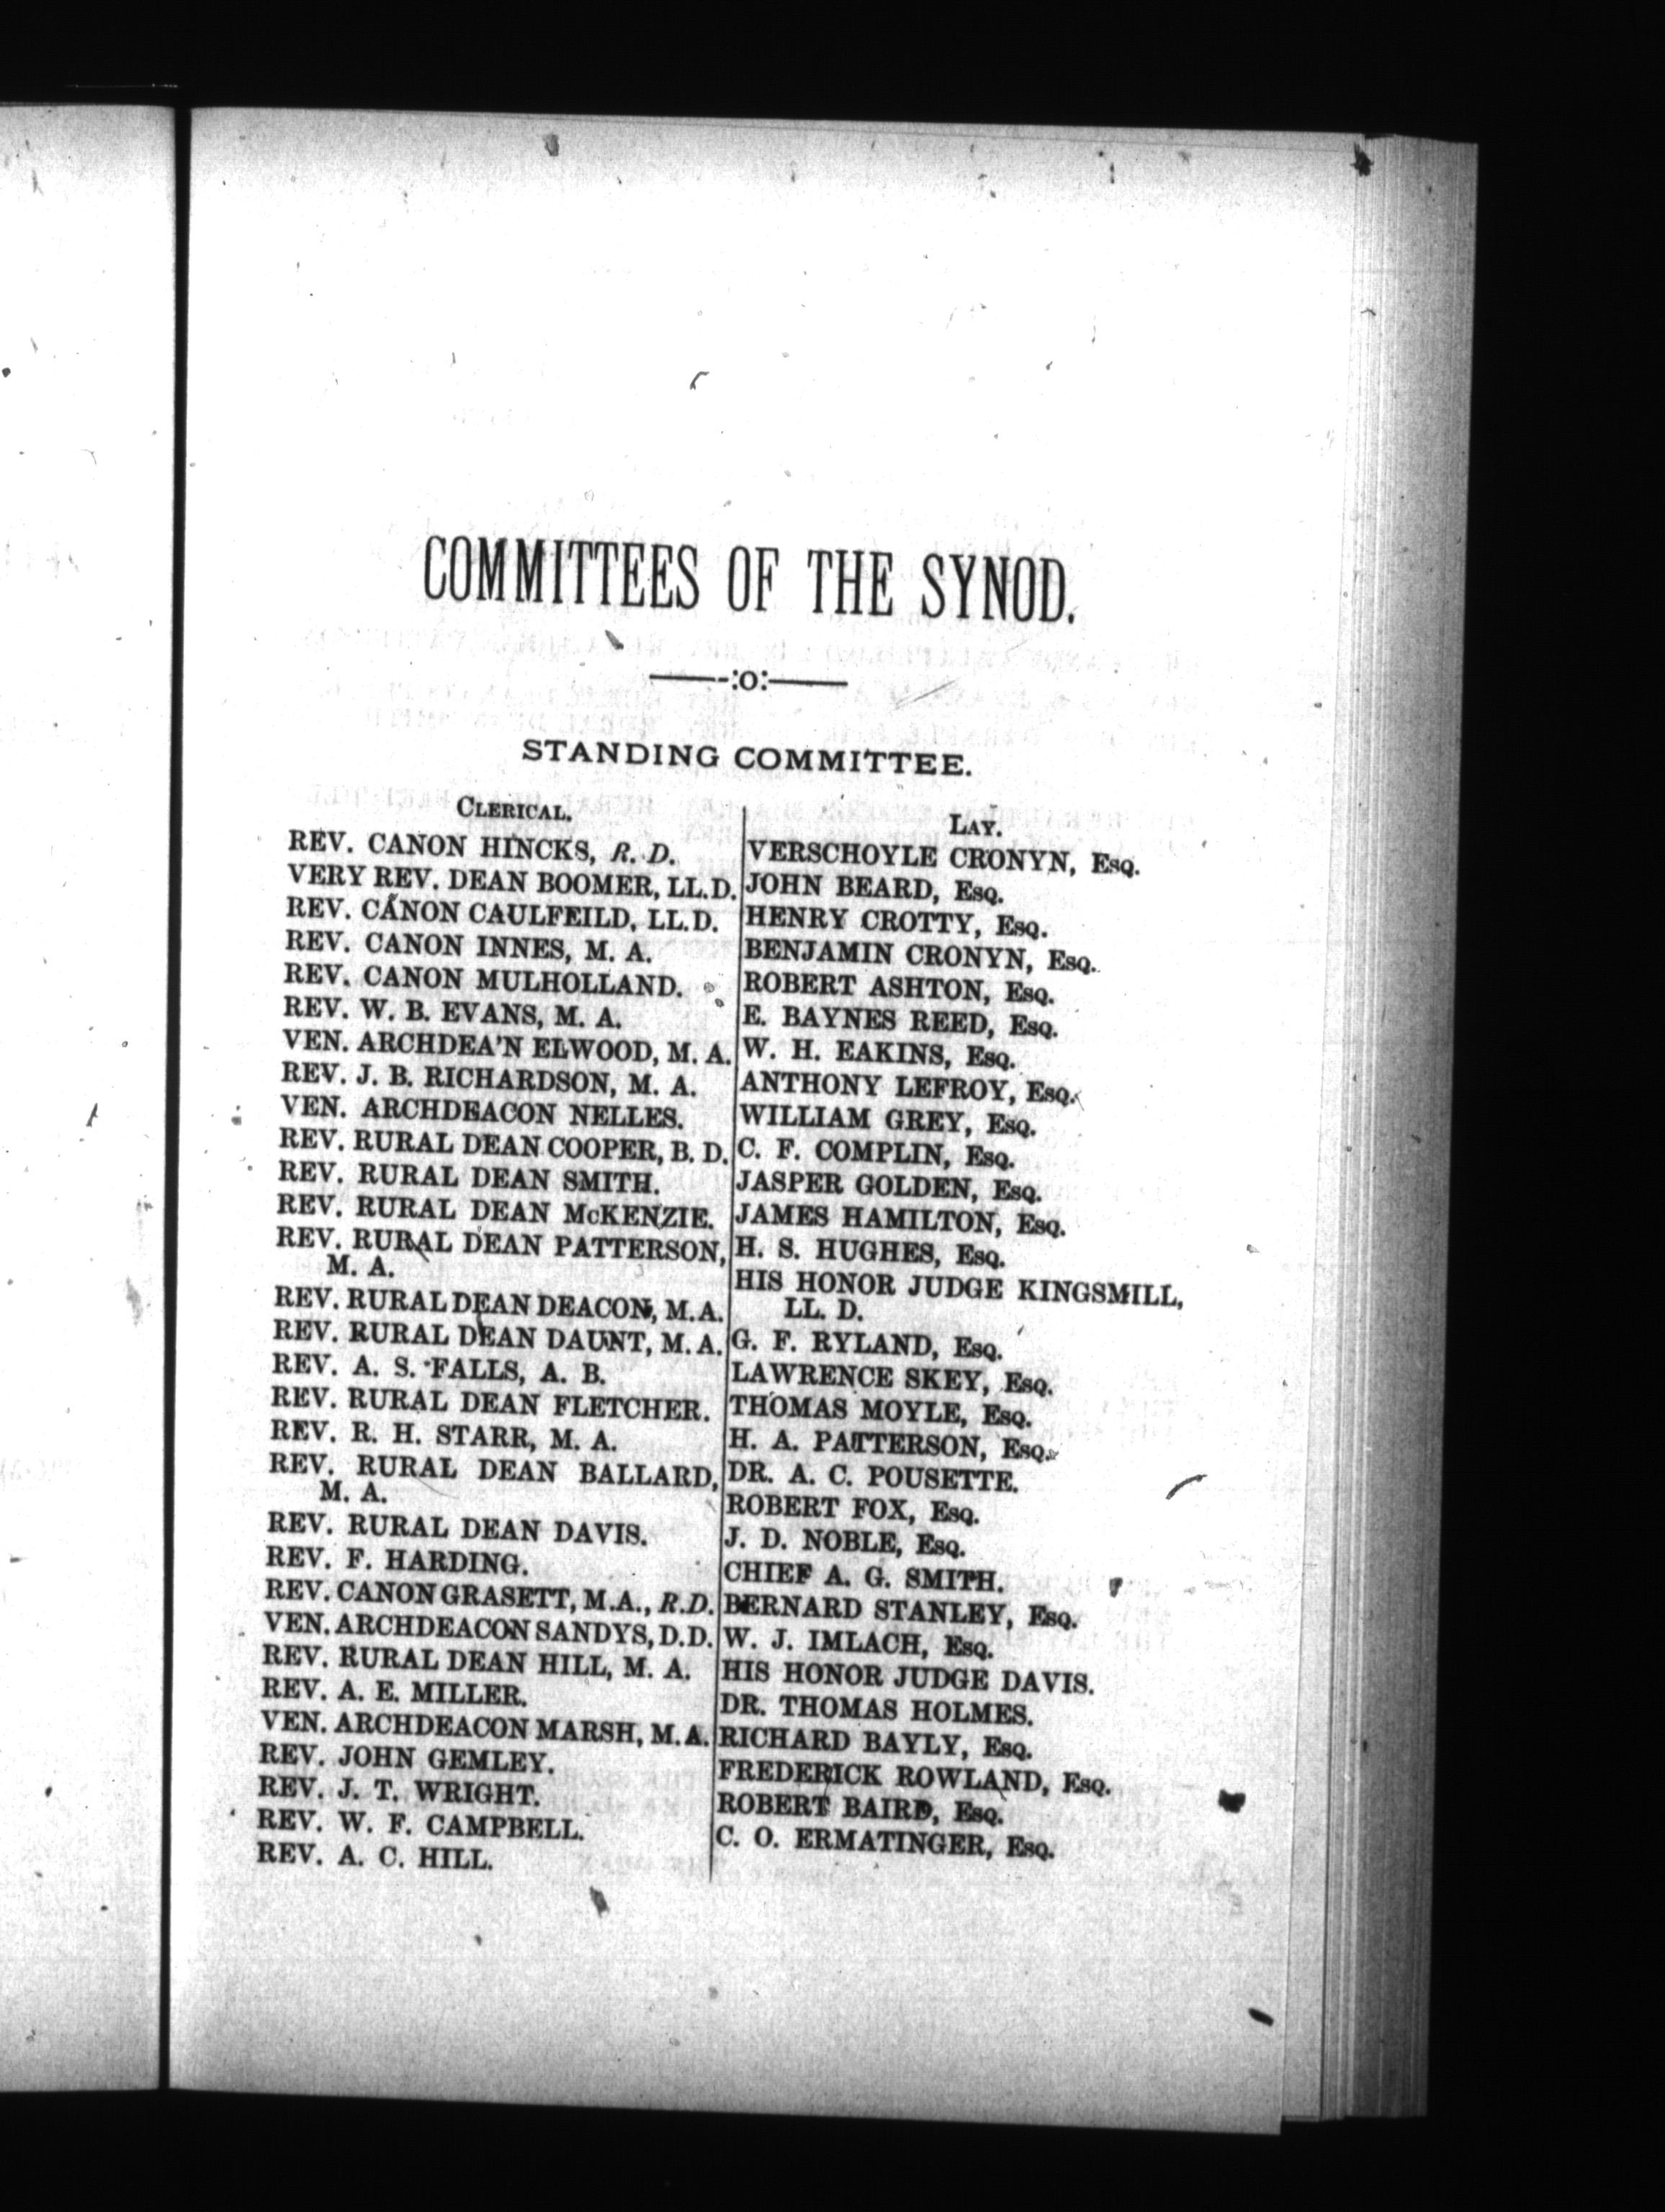 COMMITTEES OF THE SYNOD.
—:o:—
STANDING COMMITTEE.
CLERICAL.
REV. CANON HINCKS, R. D.
VERY REV. DEAN BOOMER, LL.D.
REV. CANON CAULFEILD, LL.D.
REV. CANON INNES, M. A.
REV. CANON MULHOLLAND.
REV. W. B. EVANS, M. A.
VEN. ARCHDEA'N ELWOOD, M. A.
REV. J. B. RICHARDSON, M. A.
VEN. ARCHDEACON NELLES.
REV. RURAL DEAN COOPER, B. D.
REV. RURAL DEAN SMITH.
REV. RURAL DEAN McKENZIE.
REV. RURAL DEAN PATTERSON,
M. A.
REV. RURAL DEAN DEACON, M.A.
REV. RURAL DEAN DAUNT, M. A.
REV. A. S. FALLS, A. B.
REV. RURAL DEAN FLETCHER.
REV. R. H. STARR, M. A.
REV. RURAL DEAN BALLARD,
M. A.
REV. RURAL DEAN DAVIS.
REV. F. HARDING.
REV. CANON GRASETT, M.A., R.D.
VEN. ARCHDEACON SANDYS, D.D.
REV. RURAL DEAN HILL, M. A.
REV. A. E. MILLER.
VEN. ARCHDEACON MARSH, M.A.
REV. JOHN GEMLEY.
REV. J. T. WRIGHT.
REV. W. F. CAMPBELL.
REV. A. C. HILL.
LAY.
VERSCHOYLE CRONYN, ESQ.
JOHN BEARD, ESQ.
HENRY CROTTY, ESQ.
BENJAMIN CRONYN, ESQ.
ROBERT ASHTON, ESQ.
E. BAYNES REED, ESQ.
W. H. EAKINS, ESQ.
ANTHONY LEFROY, ESQ.
WILLIAM GREY, ESQ.
C. F. COMPLIN, ESQ.
JASPER GOLDEN, ESQ.
JAMES HAMILTON, ESQ.
H. S. HUGHES, ESQ.
HIS HONOR JUDGE KINGSMILL,
LL. D.
G. F. RYLAND, ESQ.
LAWRENCE SKEY, ESQ.
THOMAS MOYLE, ESQ.
H. A. PATTERSON, ESQ.
DR. A. C. POUSETTE.
ROBERT FOX, ESQ.
J. D. NOBLE, ESQ.
CHIEF A. G. SMITH.
BERNARD STANLEY, ESQ.
W. J. IMLACH, ESQ.
HIS HONOR JUDGE DAVIS.
DR. THOMAS HOLMES.
RICHARD BAYLY, ESQ.
FREDERICK ROWLAND, ESQ.
ROBERT BAIRD, ESQ.
C. O. ERMATINGER, ESQ.